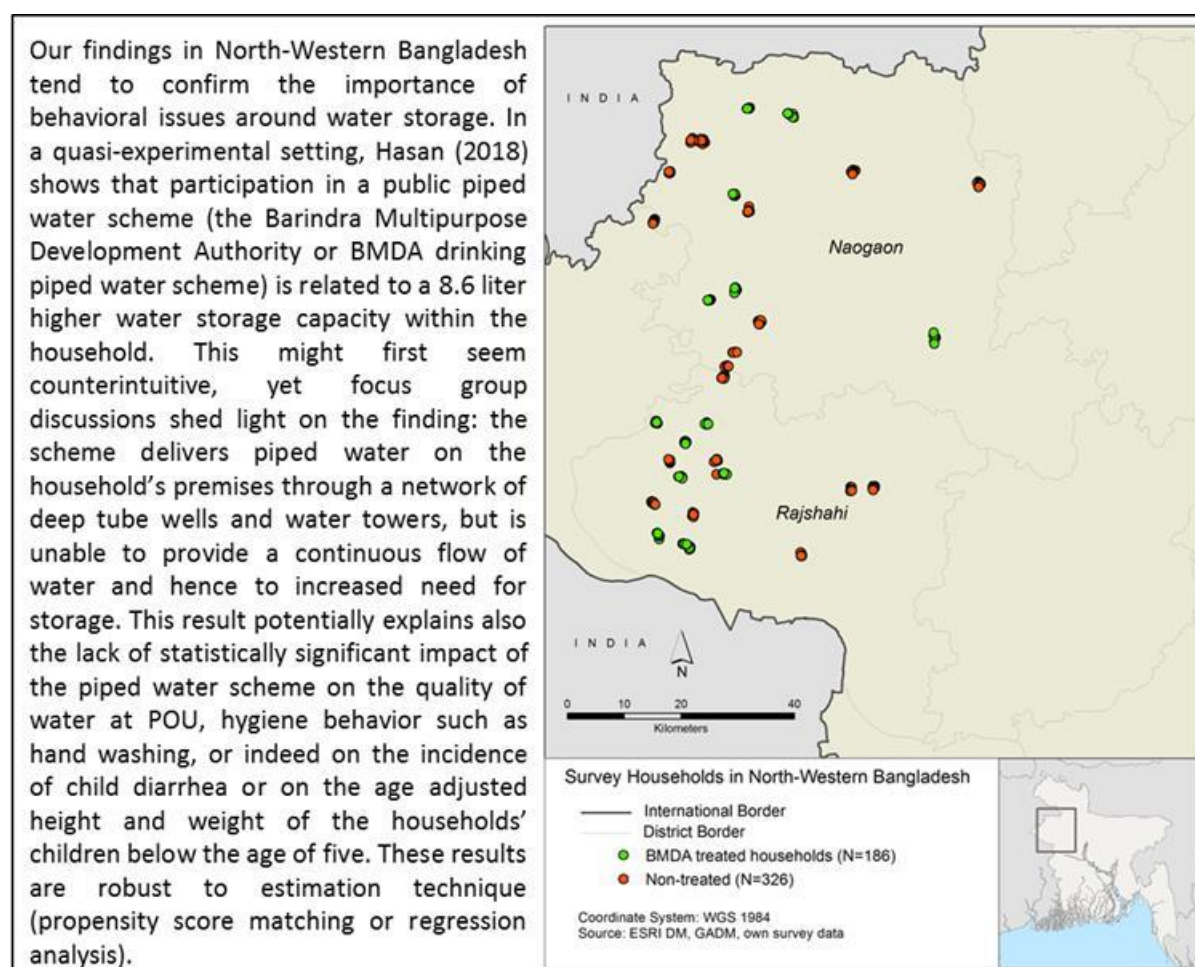 Our findings in North-Western Bangladesh
tend to confirm the importance of
behavioral issues around water storage. In
a quasi-experimental setting, Hasan (2018)
shows that participation in a public piped
water scheme (the Barindra Multipurpose
Development Authority or BMDA drinking
piped water scheme) is related to a 8.6 liter
higher water storage capacity within the
household. This might first seem
counterintuitive, yet focus group
discussions shed light on the finding: the
scheme delivers piped water on the
household's premises through a network of
deep tube wells and water towers, but is
unable to provide a continuous flow of
water and hence to increased need for
storage. This result potentially explains also
the lack of statistically significant impact of
the piped water scheme on the quality of
water at POU, hygiene behavior such as
hand washing, or indeed on the incidence
of child diarrhea or on the age adjusted
height and weight of the households'
children below the age of five. These results
are robust to estimation technique
(propensity score matching or regression
analysis).
INDIA
Naogaon
Rajshahi
INDIA
N
0 10 20 40
Kilometers
Survey Households in North-Western Bangladesh
International Border
District Border
BMDA treated households (N=186)
Non-treated (N=326)
Coordinate System: WGS 1984
Source: ESRI DM, GADM, own survey data